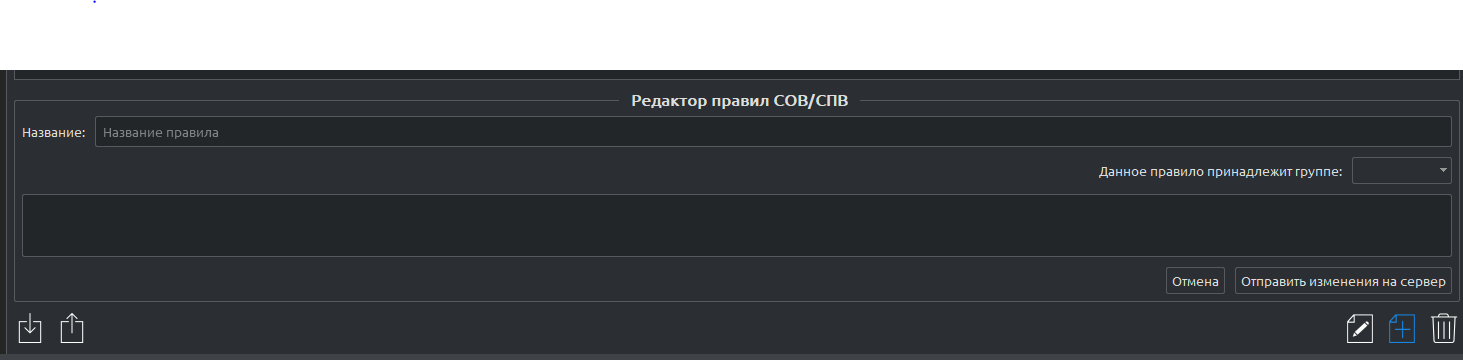 Редактор правил СОВ/СПВ
Название: Название правила
Данное правило принадлежит группе:
Отмена Отправить изменения на сервер